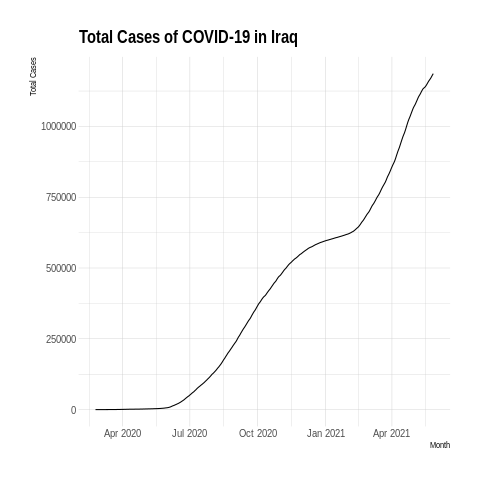 Total Cases of COVID-19 in Iraq
Total Cases
1000000
750000
500000
250000
0
Apr 2020 Jul 2020 Oct 2020 Jan 2021 Apr 2021
Month